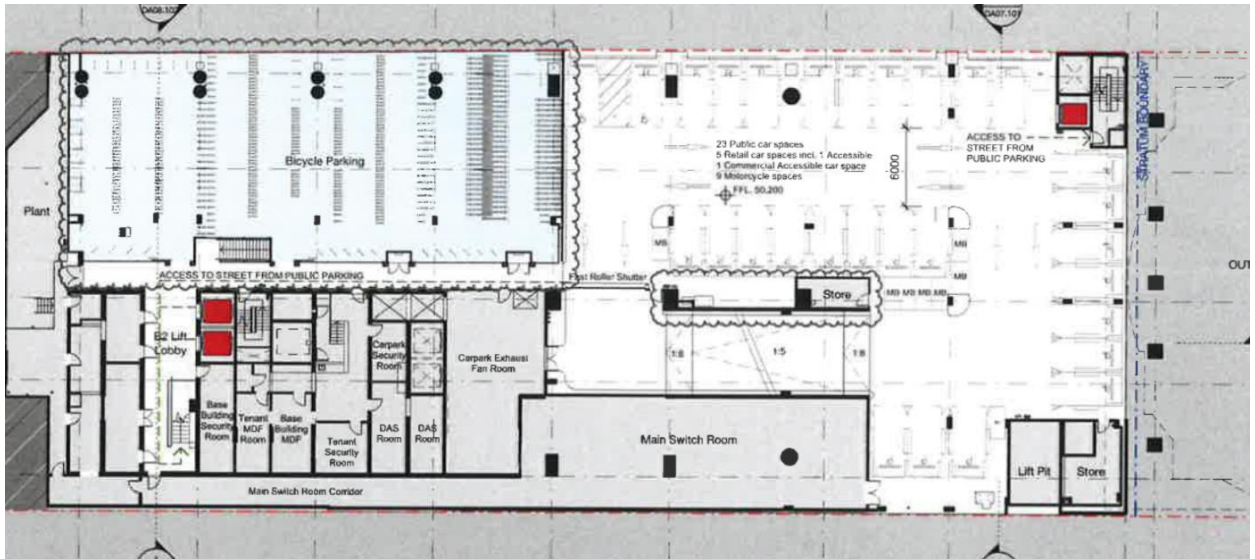 DA08.102
DA07.101
STRATUM BOUNDARY
Bicycle Parking
23 Public car spaces
5 Retail car spaces incl. 1 Accessible
1 Commercial Accessible car space
9 Motorcycle spaces
FFL. 50.200
6000
ACCESS TO
STREET FROM
PUBLIC PARKING
Plant
MB
MB
MB
ACCESS TO STREET FROM PUBLIC PARKING
Fast Roller Shutter
OUT
Store
MB MB MB MB
B2 Lift
Lobby
Carpark
Security
Room
Carpark Exhaust
Fan Room
1:8
1:5
1:8
Base
Building
Security
Room
Tenant
MDF
Room
Base
Building
MDF
Tenant
Security
Room
DAS
Room
DAS
Room
Main Switch Room
Lift Pit
Store
Main Switch Room Corridor